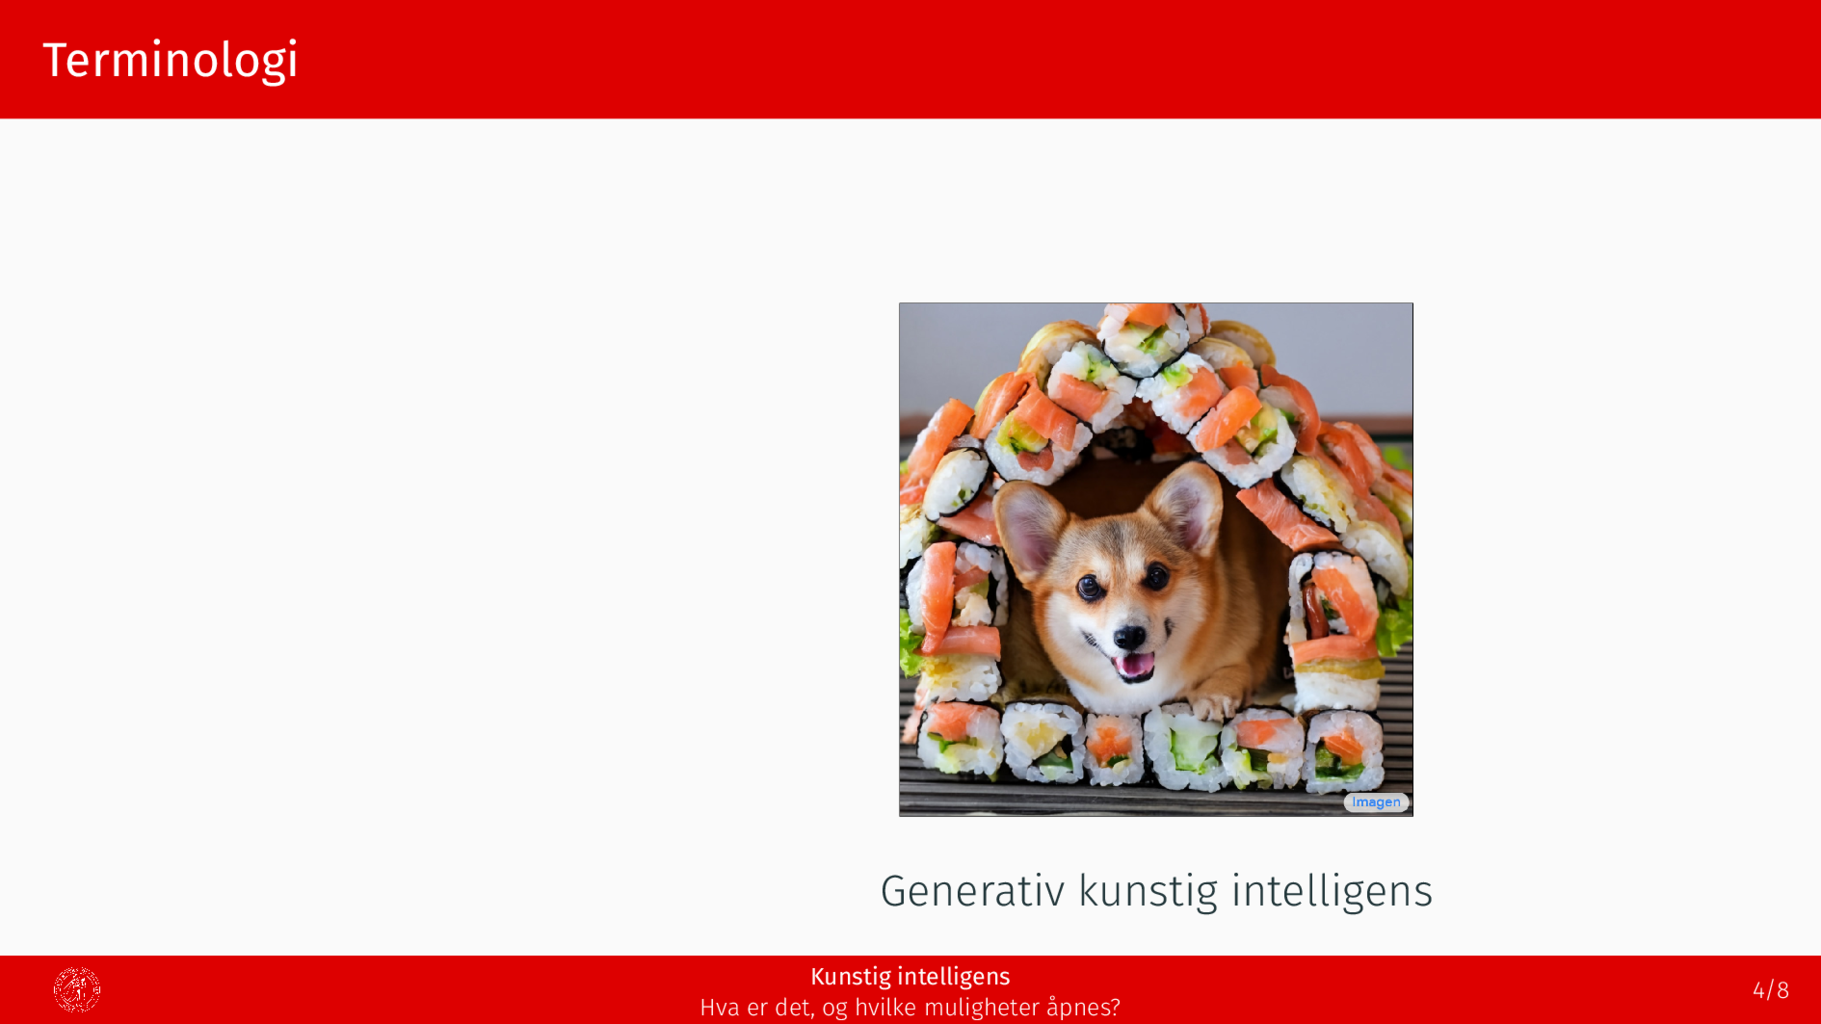 Terminologi
Imagen
Generativ kunstig intelligens
Kunstig intelligens
Hva er det, og hvilke muligheter åpnes?
4/8